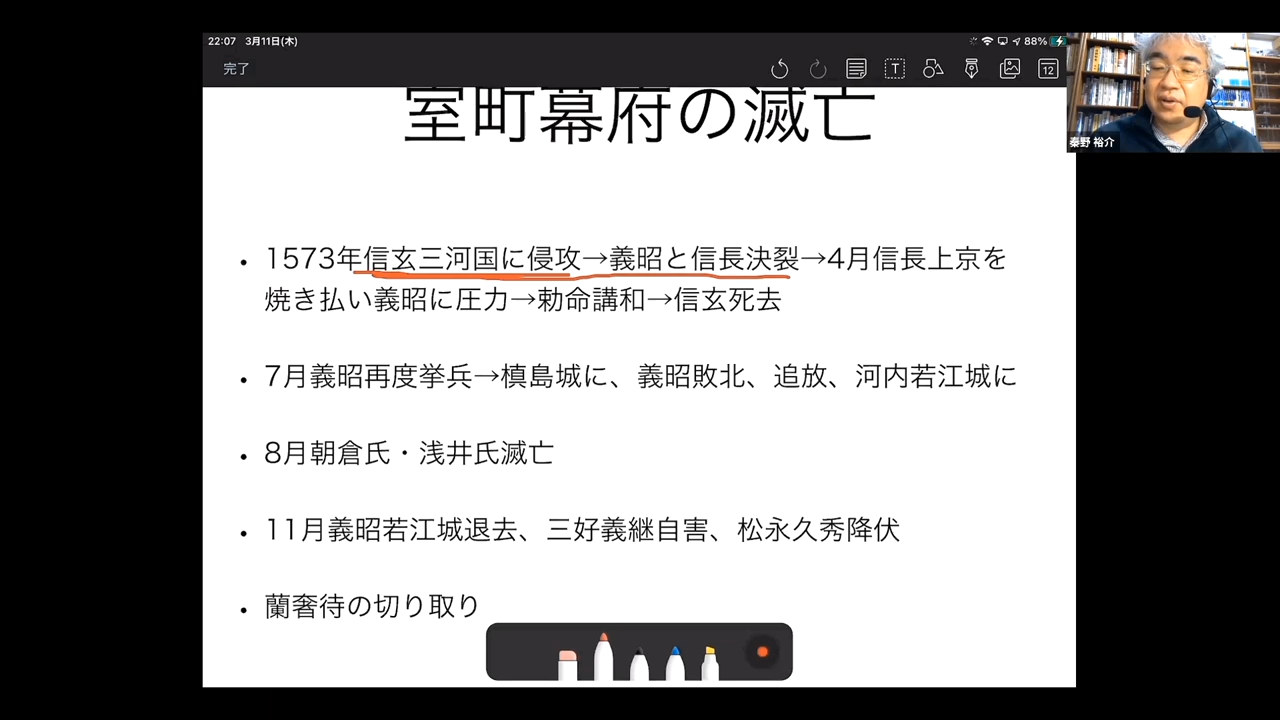 22:07 3月11日(木)
88%
完了
12
室町幕府の滅亡
秦野 裕介
• 1573年信玄三河国に侵攻→義昭と信長決裂→4月信長上京を
焼き払い義昭に圧力→勅命講和→信玄死去
• 7月義昭再度挙兵→槙島城に、義昭敗北、追放、河内若江城に
• 8月朝倉氏・浅井氏滅亡
• 11月義昭若江城退去、三好義継自害、松永久秀降伏
• 蘭奢待の切り取り